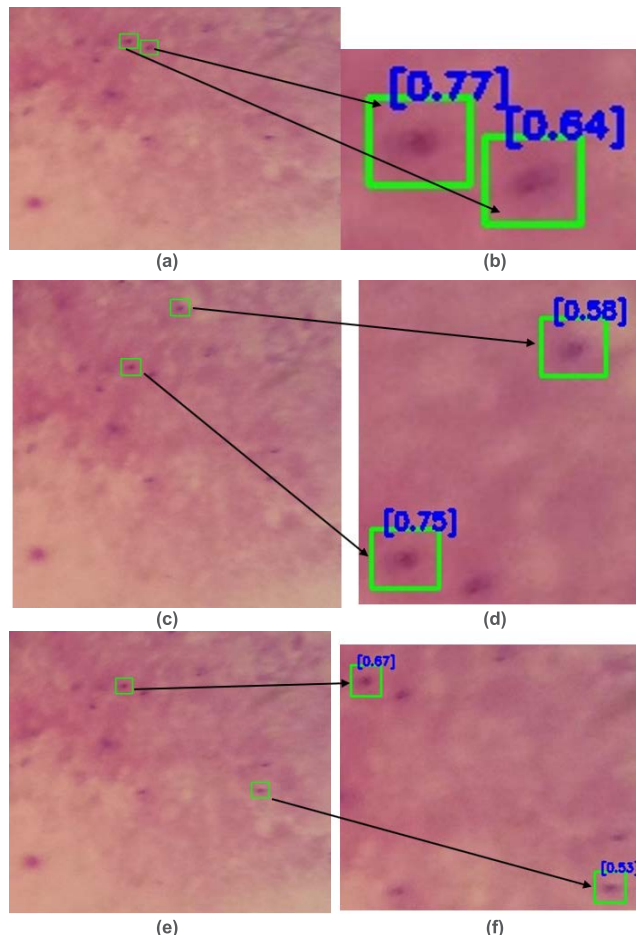 [0.77]
[0.64]
(a)
(b)
[0.58]
[0.75]
(c)
(d)
[0.67]
[0.53]
(e)
(f)